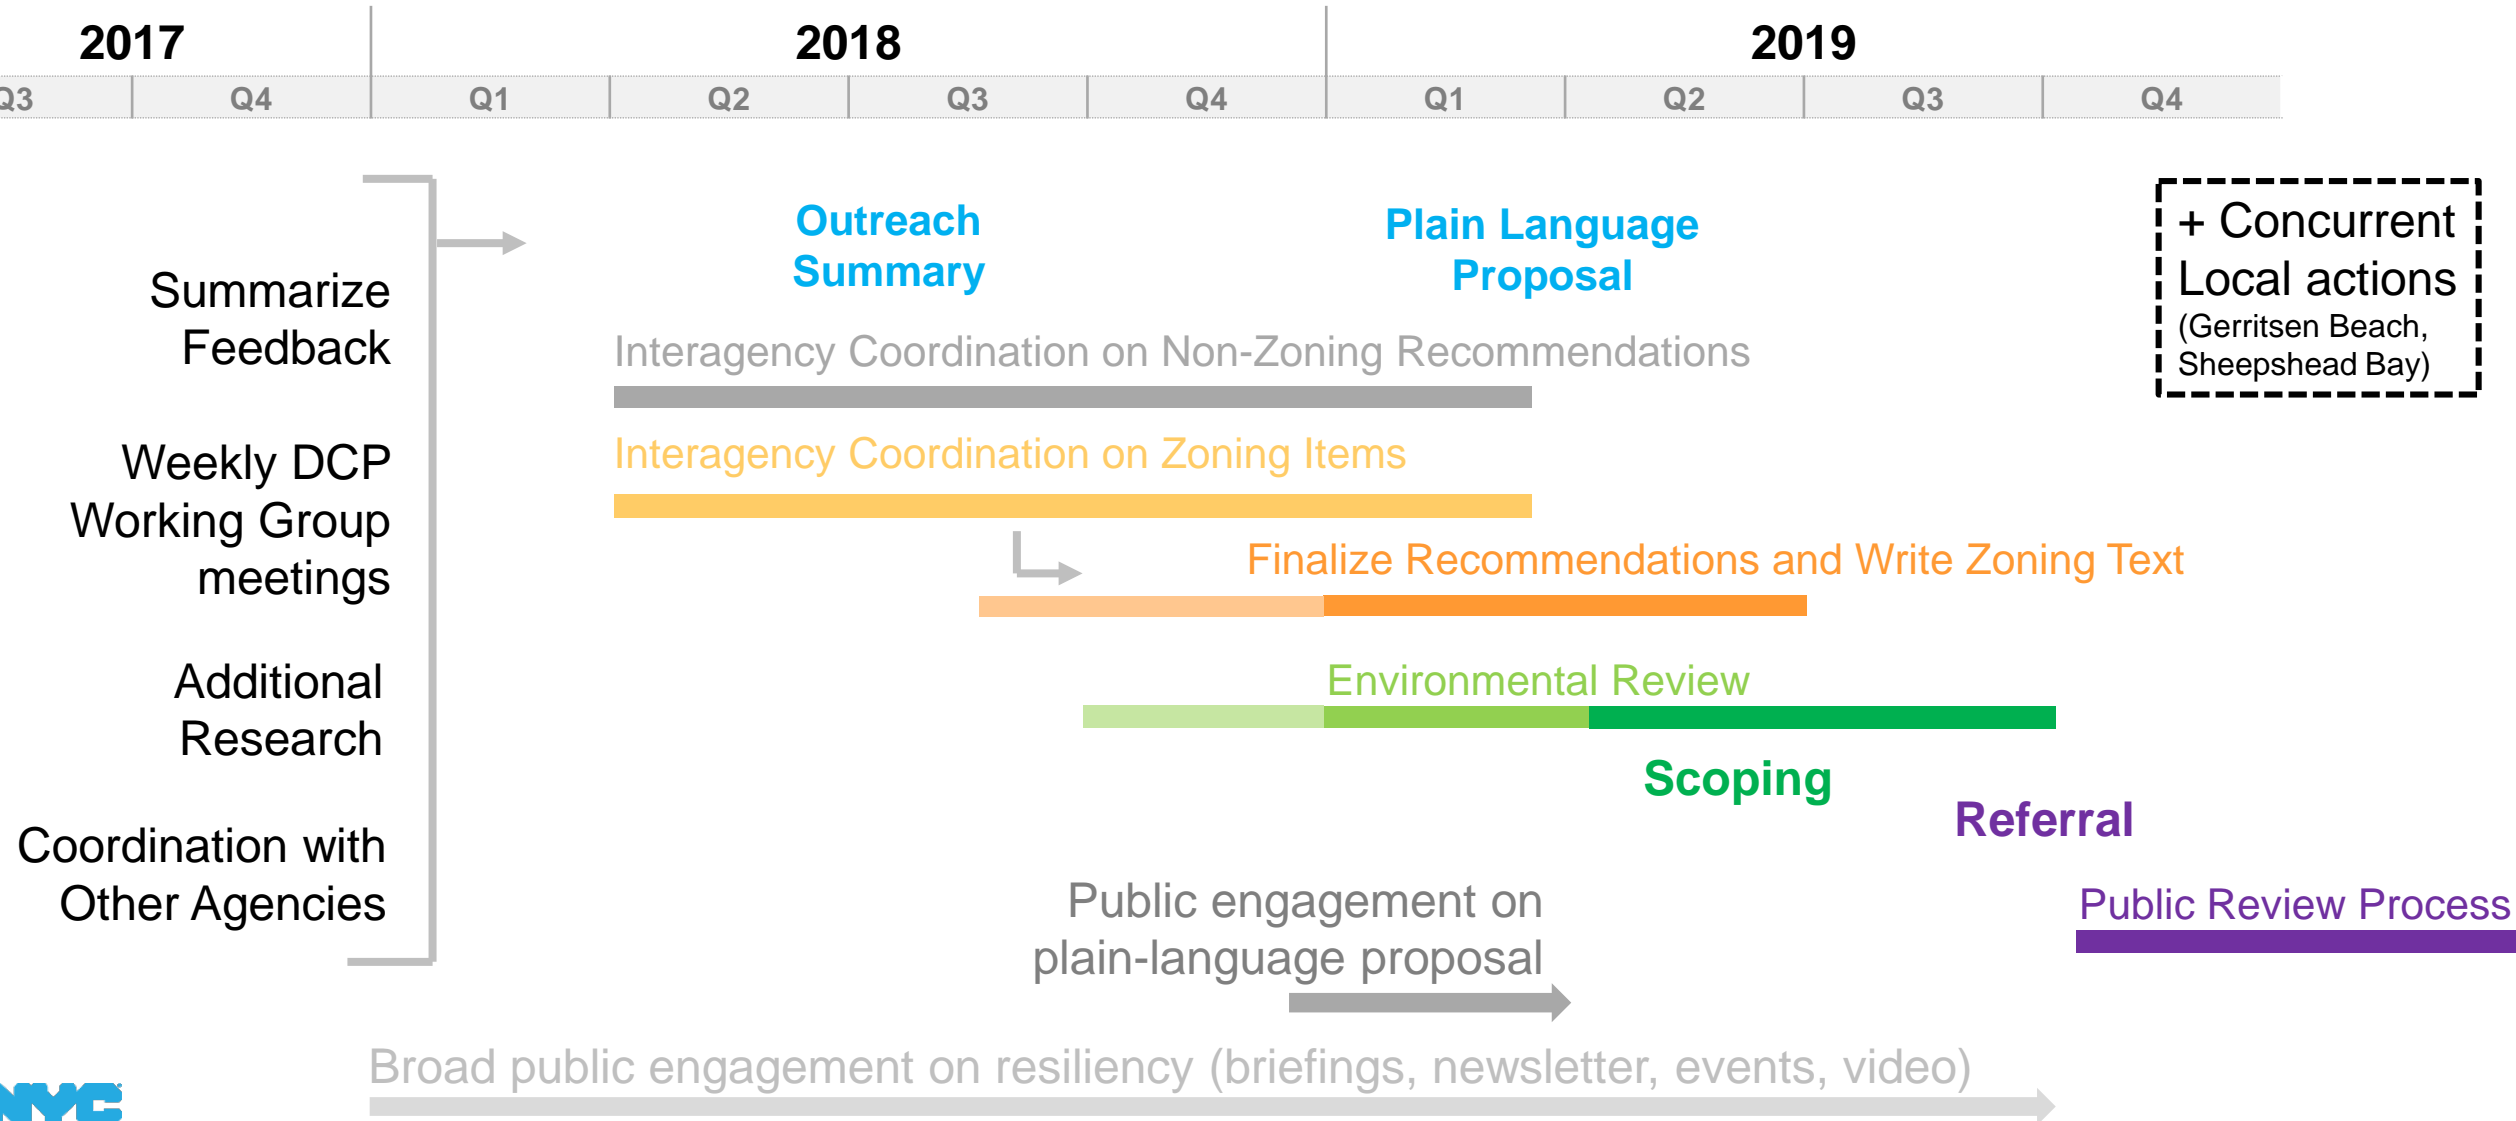 2017
2018
2019
Q3
Q4
Q1
Q2
Q3
Q4
Q1
Q2
Q3
Q4
Summarize
Feedback
Weekly DCP
Working Group
meetings
Additional
Research
Coordination with
Other Agencies
Outreach
Summary
Plain Language
Proposal
+ Concurrent
Local actions
(Gerritsen Beach,
Sheepshead Bay)
Interagency Coordination on Non-Zoning Recommendations
Interagency Coordination on Zoning Items
Finalize Recommendations and Write Zoning Text
Environmental Review
Scoping
Referral
Public engagement on
plain-language proposal
Public Review Process
Broad public engagement on resiliency (briefings, newsletter, events, video)
NYC